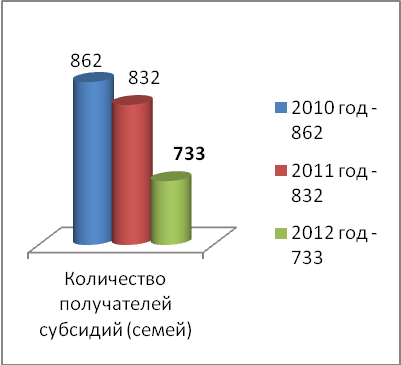 862
832
733
Количество
получателей
субсидий (семей)
2010 год -
862
2011 год -
832
2012 год -
733